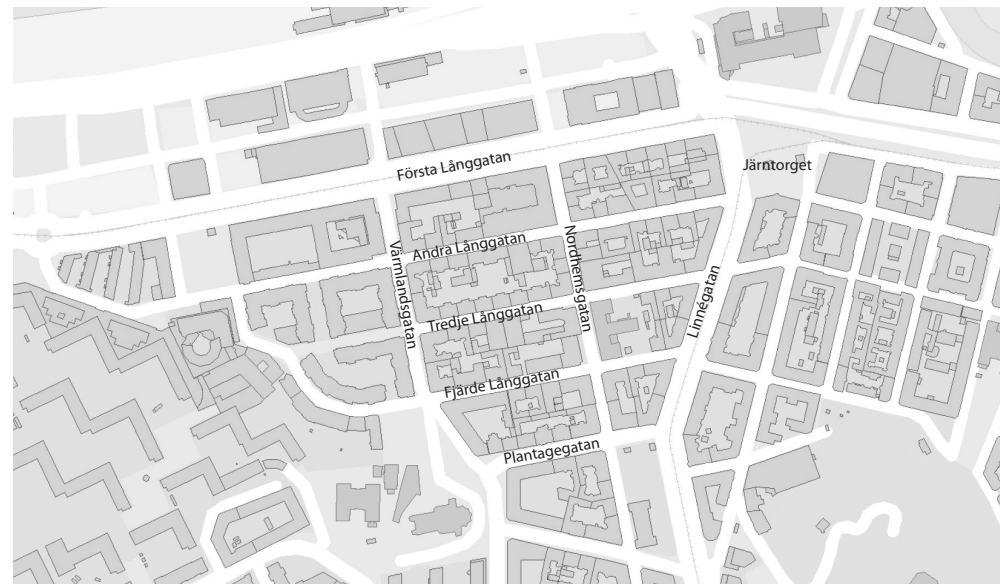 Första Långgatan
Järntorget
Andra Långgatan
Värmlandsgatan
Nordhemsgatan
Linnégatan
Tredje Långgatan
Fjärde Långgatan
Plantagegatan